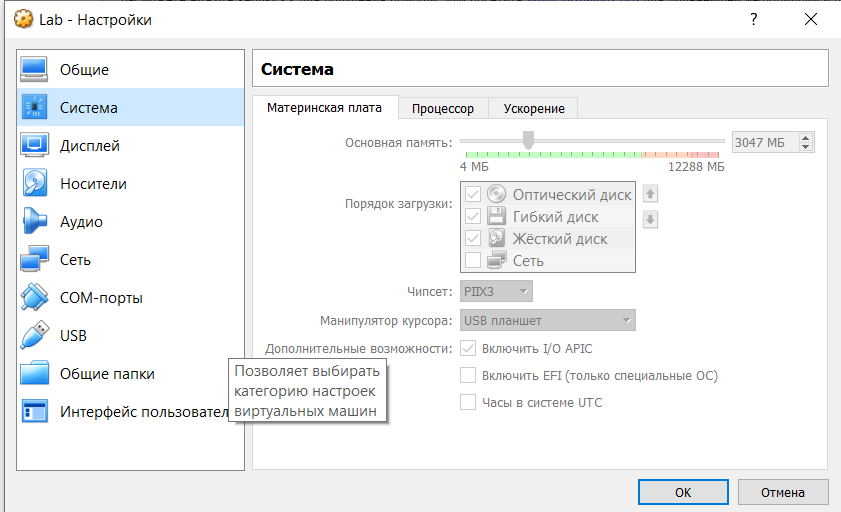 Lab - Настройки
?
Общие
Система
Дисплей
Носители
Аудио
Сеть
COM-порты
USB
Общие папки
Интерфейс пользовател
Позволяет выбирать
категорию настроек
виртуальных машин
Система
Материнская плата
Процессор
Ускорение
Основная память:
3047 МБ
4 МБ
12288 МБ
Порядок загрузки:
Оптический диск
Гибкий диск
Жёсткий диск
Сеть
Чипсет:
PIIX3
Манипулятор курсора:
USB планшет
Дополнительные возможности:
Включить I/O APIC
Включить EFI (только специальные ОС)
Часы в системе UTC
OK
Отмена